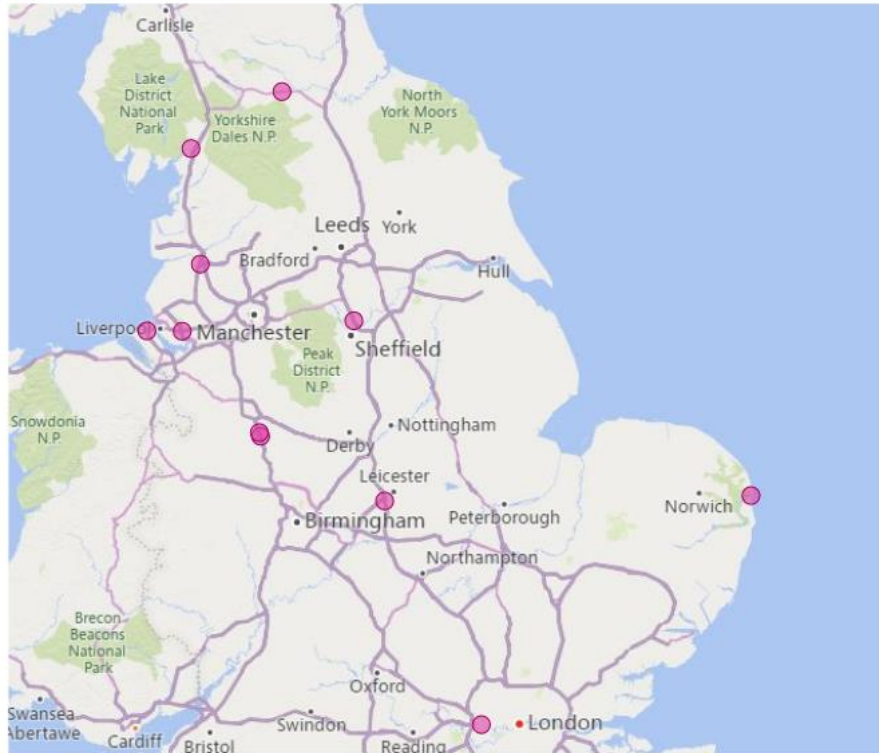 Carlisle
Lake
District
National
Park
Yorkshire
Dales N.P.
North
York Moors
N.P.
Leeds
York
Bradford
Hull
Liverpool
Manchester
Sheffield
Peak
District
N.P.
Snowdonia
N.P.
Nottingham
Derby
Leicester
Norwich
Peterborough
Birmingham
Northampton
Brecon
Beacons
National
Park
Oxford
Swansea
Abertawe
Swindon
London
Cardiff
Bristol
Reading